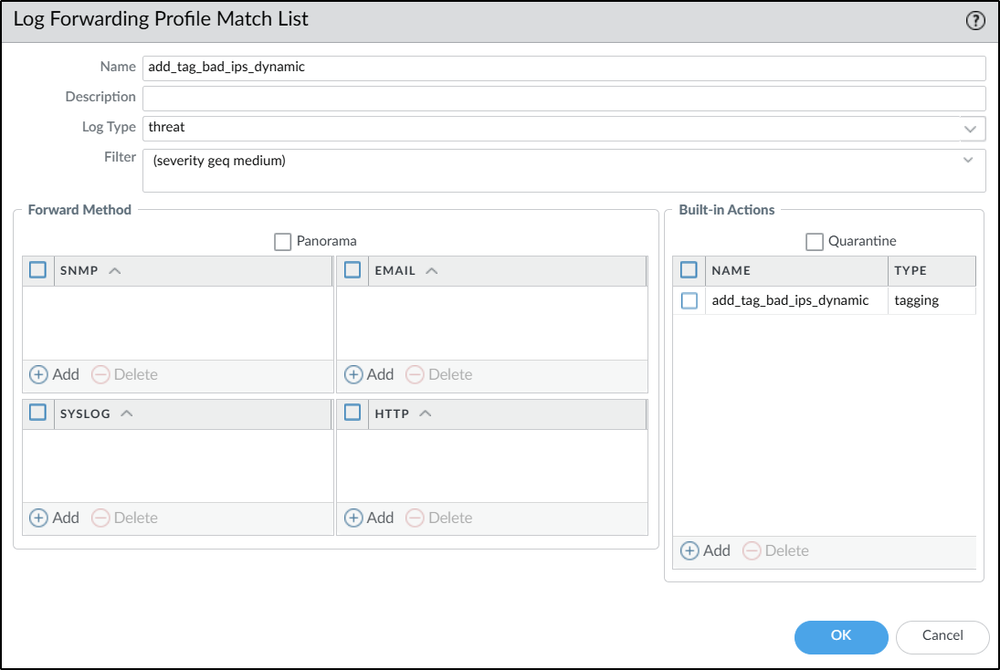 Log Forwarding Profile Match List
?
Name add_tag_bad_ips_dynamic
Description
Log Type threat
Filter (severity geq medium)
Forward Method
Panorama
SNMP
Add Delete
EMAIL
Add Delete
SYSLOG
Add Delete
HTTP
Add Delete
Built-in Actions
Quarantine
NAME TYPE
add_tag_bad_ips_dynamic tagging
Add Delete
OK Cancel